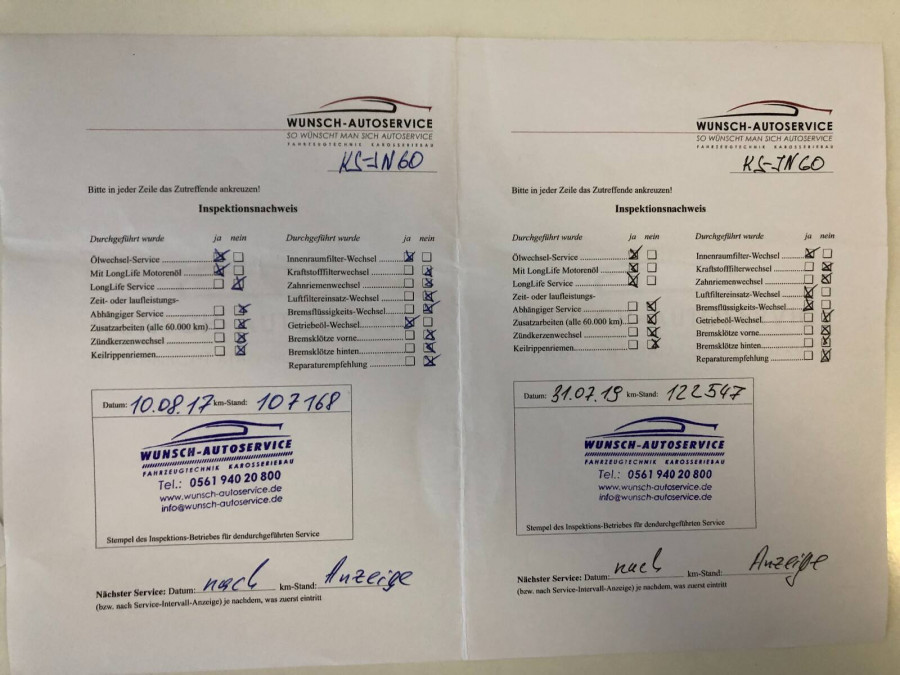 WUNSCH-AUTOSERVICE
SO WÜNSCHT MAN SICH AUTOSERVICE
FAHRZEUGTECHNIK KAROSSERIEBAU
KS-IN 60
Bitte in jeder Zeile das Zutreffende ankreuzen!
Inspektionsnachweis
Durchgeführt wurde ja nein
Ölwechsel-Service
Mit LongLife Motorenöl
LongLife Service
Zeit- oder laufleistungs-
Abhängiger Service
Zusatzarbeiten (alle 60.000 km)
Zündkerzenwechsel
Keilrippenriemen
Durchgeführt wurde ja nein
Innenraumfilter-Wechsel
Kraftstofffilterwechsel
Zahnriemenwechsel
Luftfiltereinsatz-Wechsel
Bremsflüssigkeits-Wechsel
Getriebeöl-Wechsel
Bremsklötze vorne
Bremsklötze hinten
Reparaturempfehlung
Datum: 10.08.17 km-Stand: 107168
WUNSCH-AUTOSERVICE
FAHRZEUGTECHNIK KAROSSERIEBAU
Tel.: 0561 940 20 800
www.wunsch-autoservice.de
info@wunsch-autoservice.de
Stempel des Inspektions-Betriebes für dendurchgeführten Service
Nächster Service: Datum: nach km-Stand: Anzeige
(bzw. nach Service-Intervall-Anzeige) je nachdem, was zuerst eintritt
WUNSCH-AUTOSERVICE
SO WÜNSCHT MAN SICH AUTOSERVICE
FAHRZEUGTECHNIK KAROSSERIEBAU
KS-IN 60
Bitte in jeder Zeile das Zutreffende ankreuzen!
Inspektionsnachweis
Durchgeführt wurde ja nein
Ölwechsel-Service
Mit LongLife Motorenöl
LongLife Service
Zeit- oder laufleistungs-
Abhängiger Service
Zusatzarbeiten (alle 60.000 km)
Zündkerzenwechsel
Keilrippenriemen
Durchgeführt wurde ja nein
Innenraumfilter-Wechsel
Kraftstofffilterwechsel
Zahnriemenwechsel
Luftfiltereinsatz-Wechsel
Bremsflüssigkeits-Wechsel
Getriebeöl-Wechsel
Bremsklötze vorne
Bremsklötze hinten
Reparaturempfehlung
Datum: 31.07.19 km-Stand: 122547
WUNSCH-AUTOSERVICE
FAHRZEUGTECHNIK KAROSSERIEBAU
Tel.: 0561 940 20 800
www.wunsch-autoservice.de
info@wunsch-autoservice.de
Stempel des Inspektions-Betriebes für dendurchgeführten Service
Nächster Service: Datum: nach km-Stand: Anzeige
(bzw. nach Service-Intervall-Anzeige) je nachdem, was zuerst eintritt